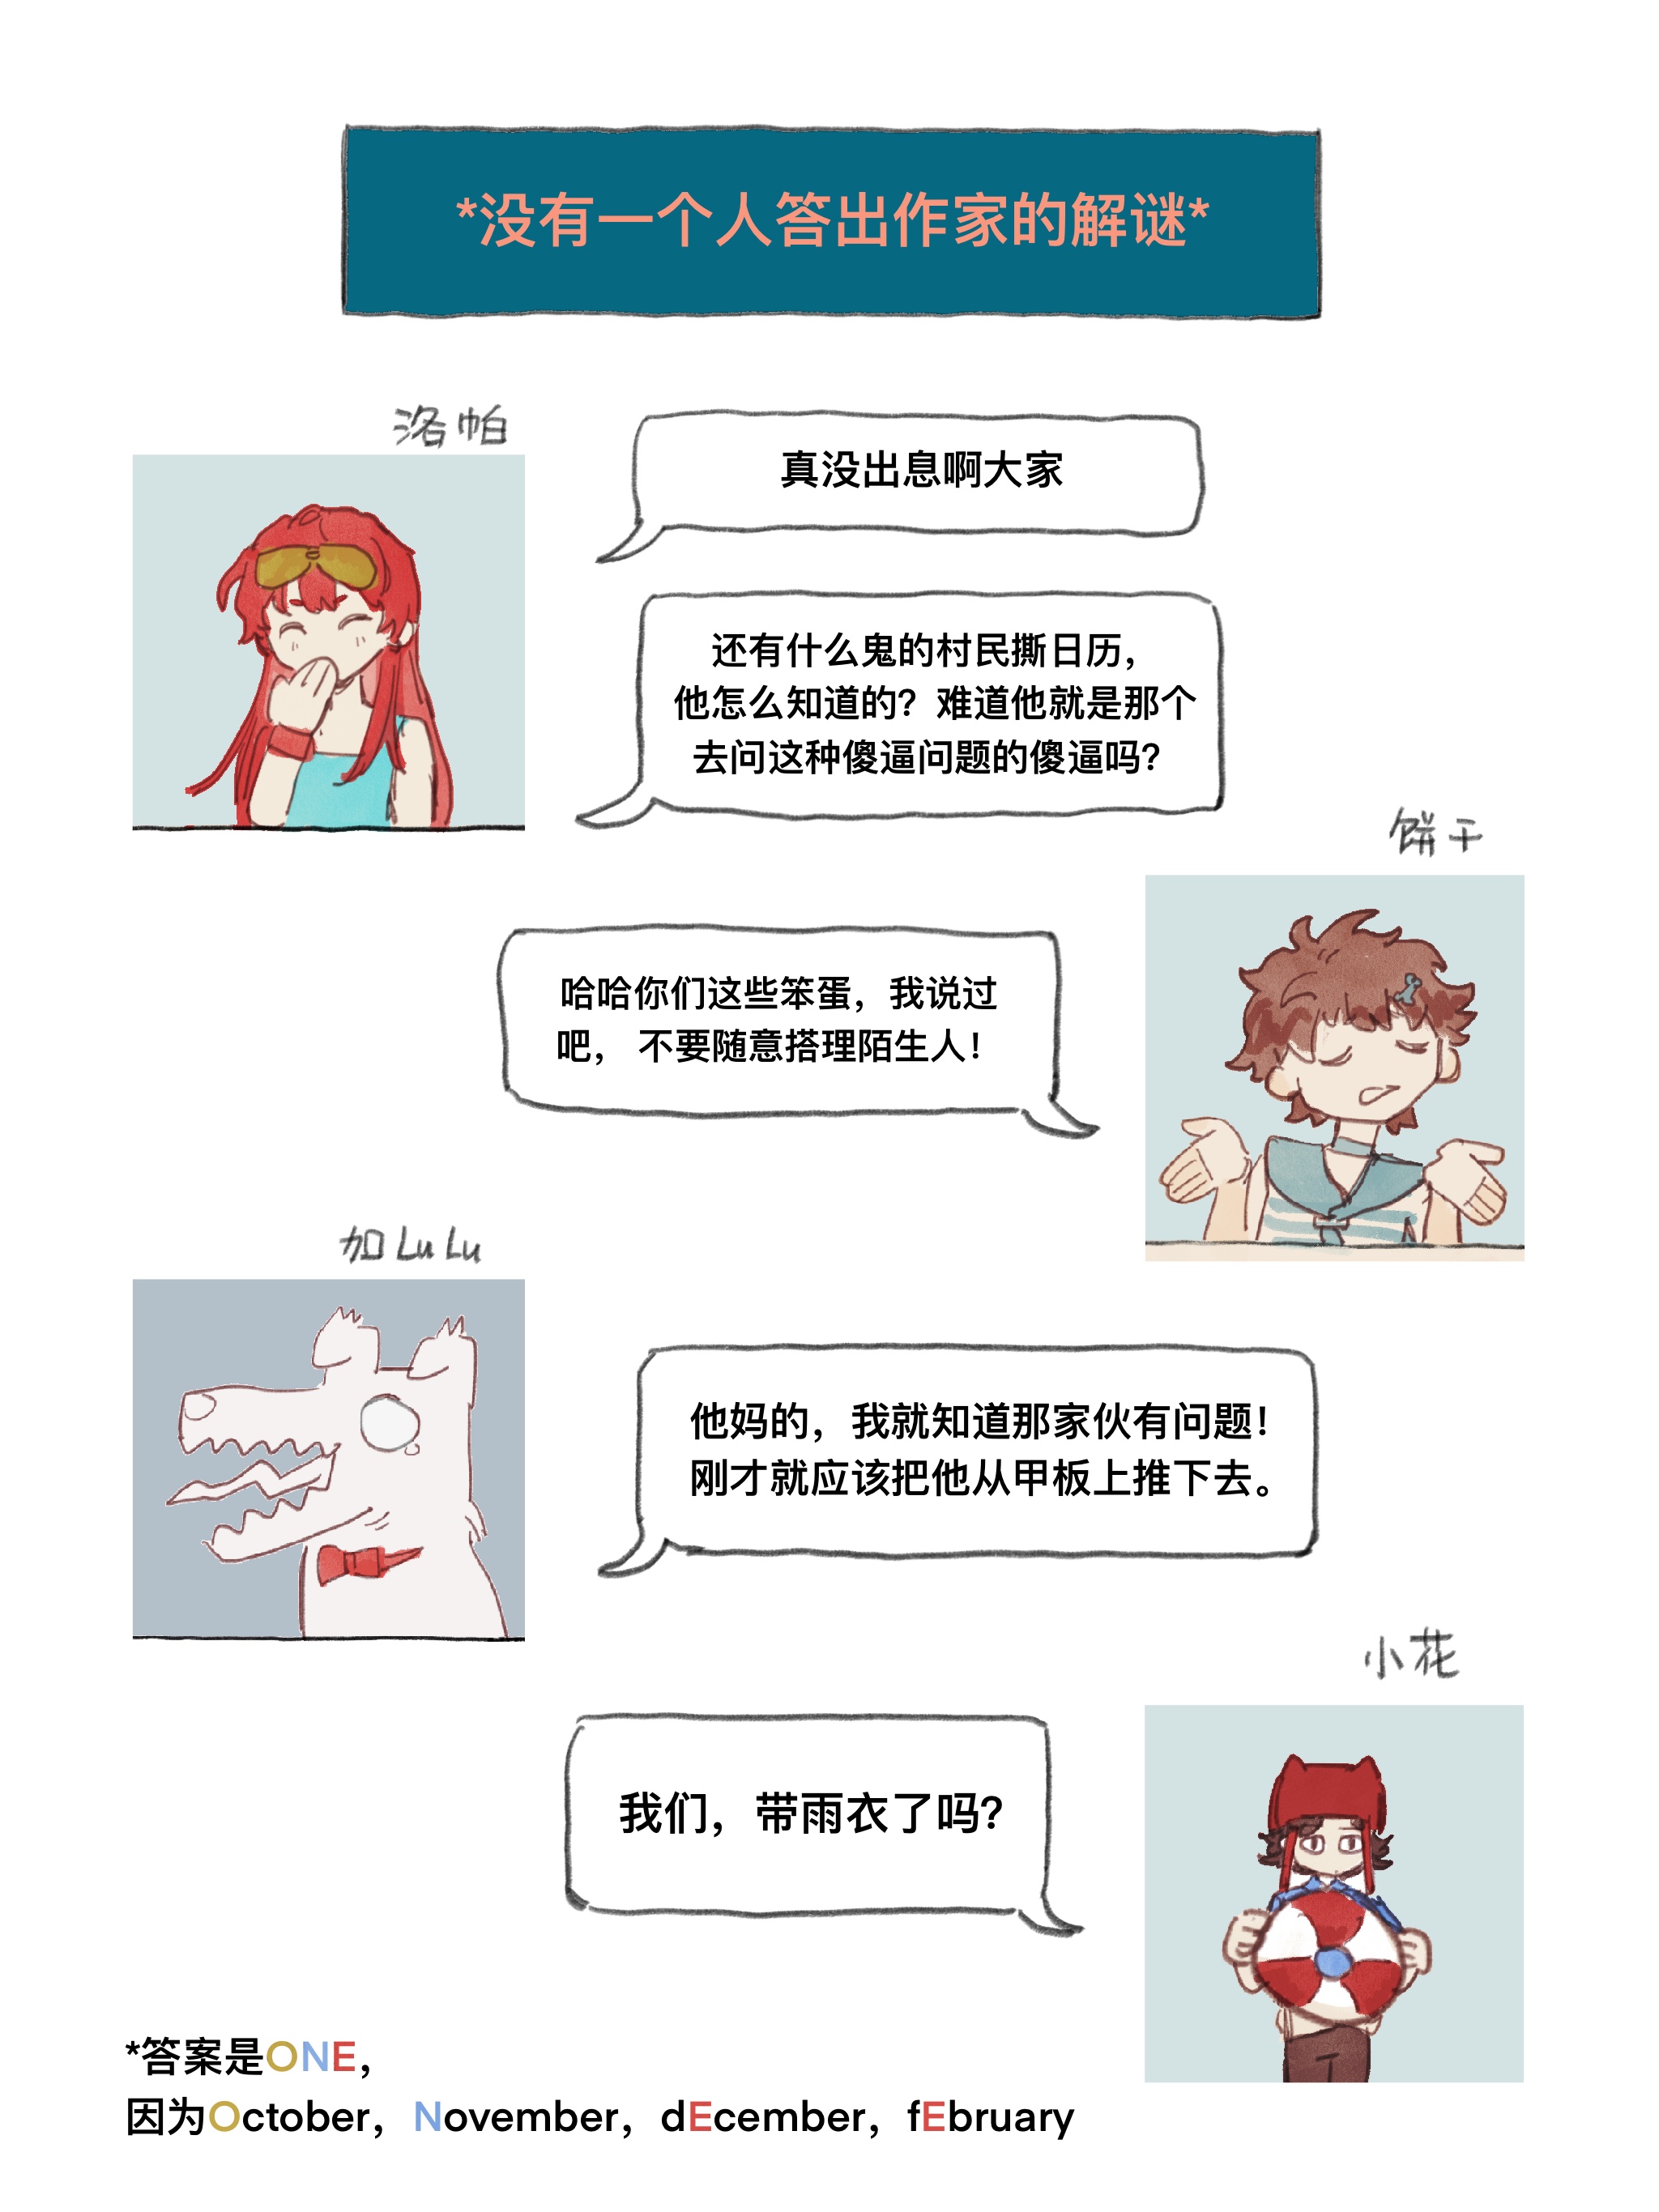 *没有一个人答出作家的解谜*
洛帕
真没出息啊大家
还有什么鬼的村民撕日历，
他怎么知道的？难道他就是那个
去问这种傻逼问题的傻逼吗？
饼干
哈哈你们这些笨蛋，我说过
吧， 不要随意搭理陌生人！
加LuLu
他妈的，我就知道那家伙有问题！
刚才就应该把他从甲板上推下去。
小花
我们，带雨衣了吗？
*答案是ONE，
因为October，November，dEcember，fEbruary